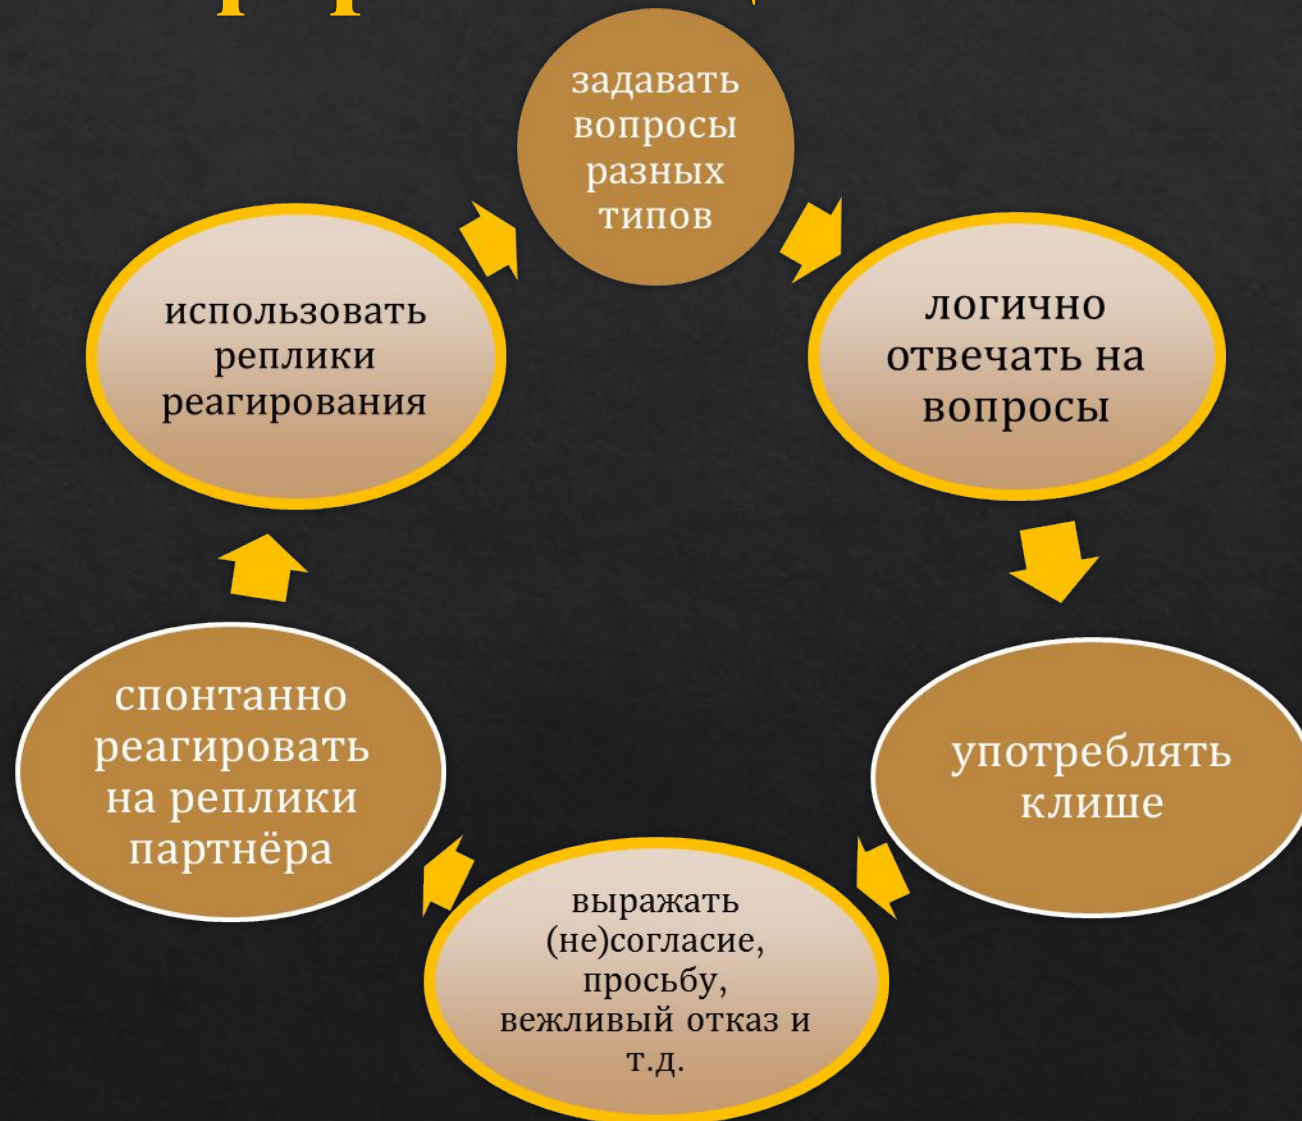 задавать
вопросы
разных
типов
логично
отвечать на
вопросы
употреблять
клише
выражать
(не)согласие,
просьбу,
вежливый отказ и
т.д.
спонтанно
реагировать
на реплики
партнёра
использовать
реплики
реагирования